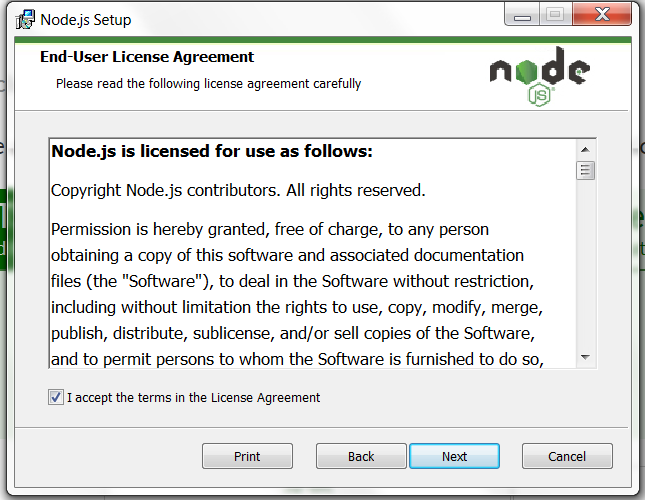 Node.js Setup
End-User License Agreement
Please read the following license agreement carefully
node
JS
Node.js is licensed for use as follows:
Copyright Node.js contributors. All rights reserved.
Permission is hereby granted, free of charge, to any person
obtaining a copy of this software and associated documentation
files (the "Software"), to deal in the Software without restriction,
including without limitation the rights to use, copy, modify, merge,
publish, distribute, sublicense, and/or sell copies of the Software,
and to permit persons to whom the Software is furnished to do so,
I accept the terms in the License Agreement
Print
Back
Next
Cancel